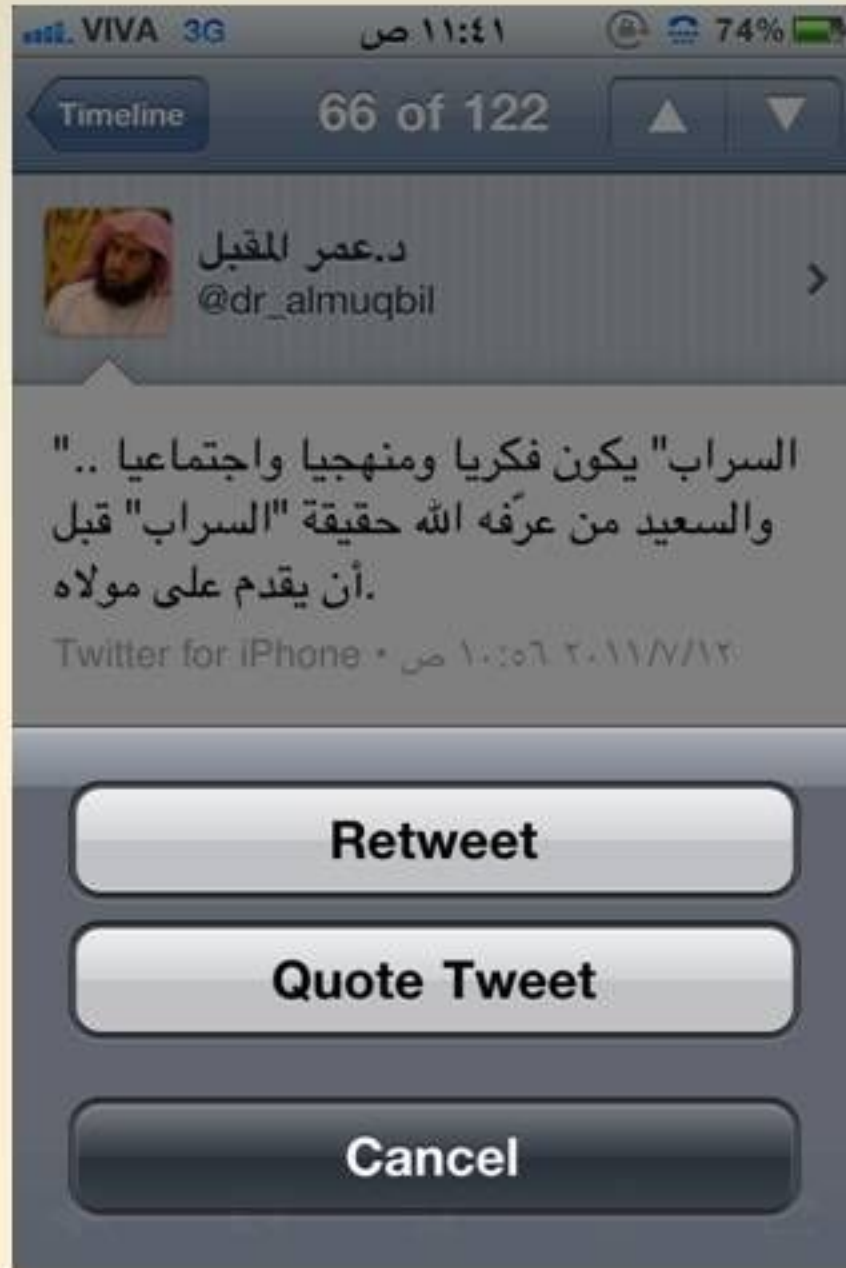 VIVA 3G ١١:٤١ ص 74%
Timeline 66 of 122
د.عمر المقبل
@dr_almuqbil
السراب" يكون فكريا ومنهجيا واجتماعيا .."
والسعيد من عرّفه الله حقيقة "السراب" قبل
أن يقدم على مولاه.
Twitter for iPhone • ٢٠١١/٧/١٢ ١٠:٥٦ ص
Retweet
Quote Tweet
Cancel